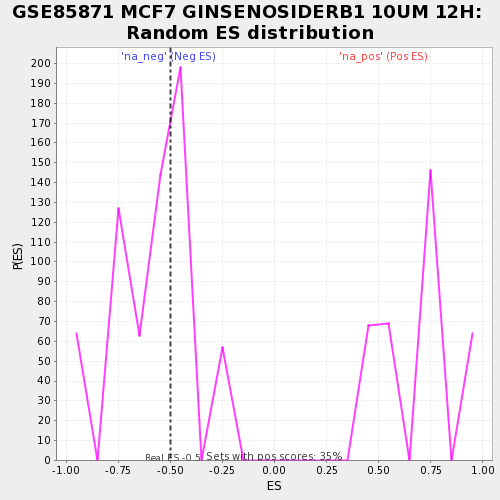 GSE85871 MCF7 GINSENOSIDERB1 10UM 12H:
Random ES distribution
'na_neg' (Neg ES)
'na_pos' (Pos ES)
200
190
180
170
160
150
140
130
120
110
100
90
80
70
60
50
40
30
20
10
0
P(ES)
Real ES -0.5
Sets with pos scores: 35%
-1.00 -0.75 -0.50 -0.25 0.00 0.25 0.50 0.75 1.00
ES